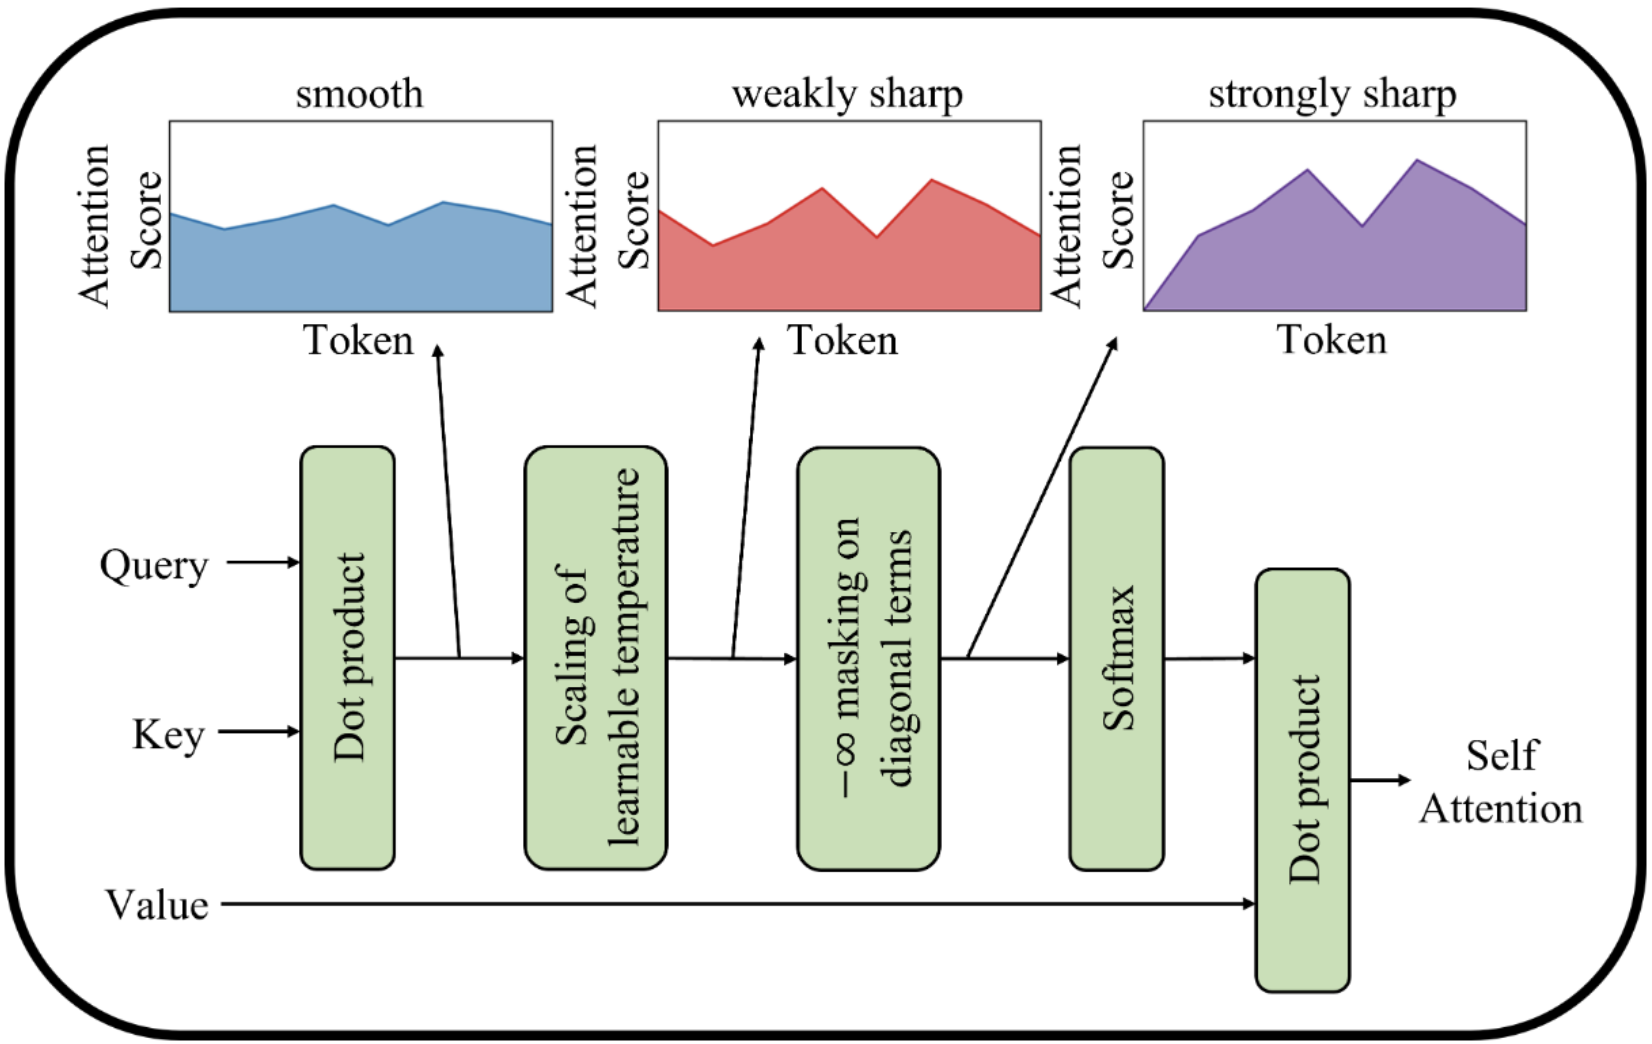 smooth
weakly sharp
strongly sharp
Attention
Score
Attention
Score
Attention
Score
Token
Token
Token
Query
Key
Value
Dot product
Scaling of
learnable temperature
−∞ masking on
diagonal terms
Softmax
Dot product
Self
Attention